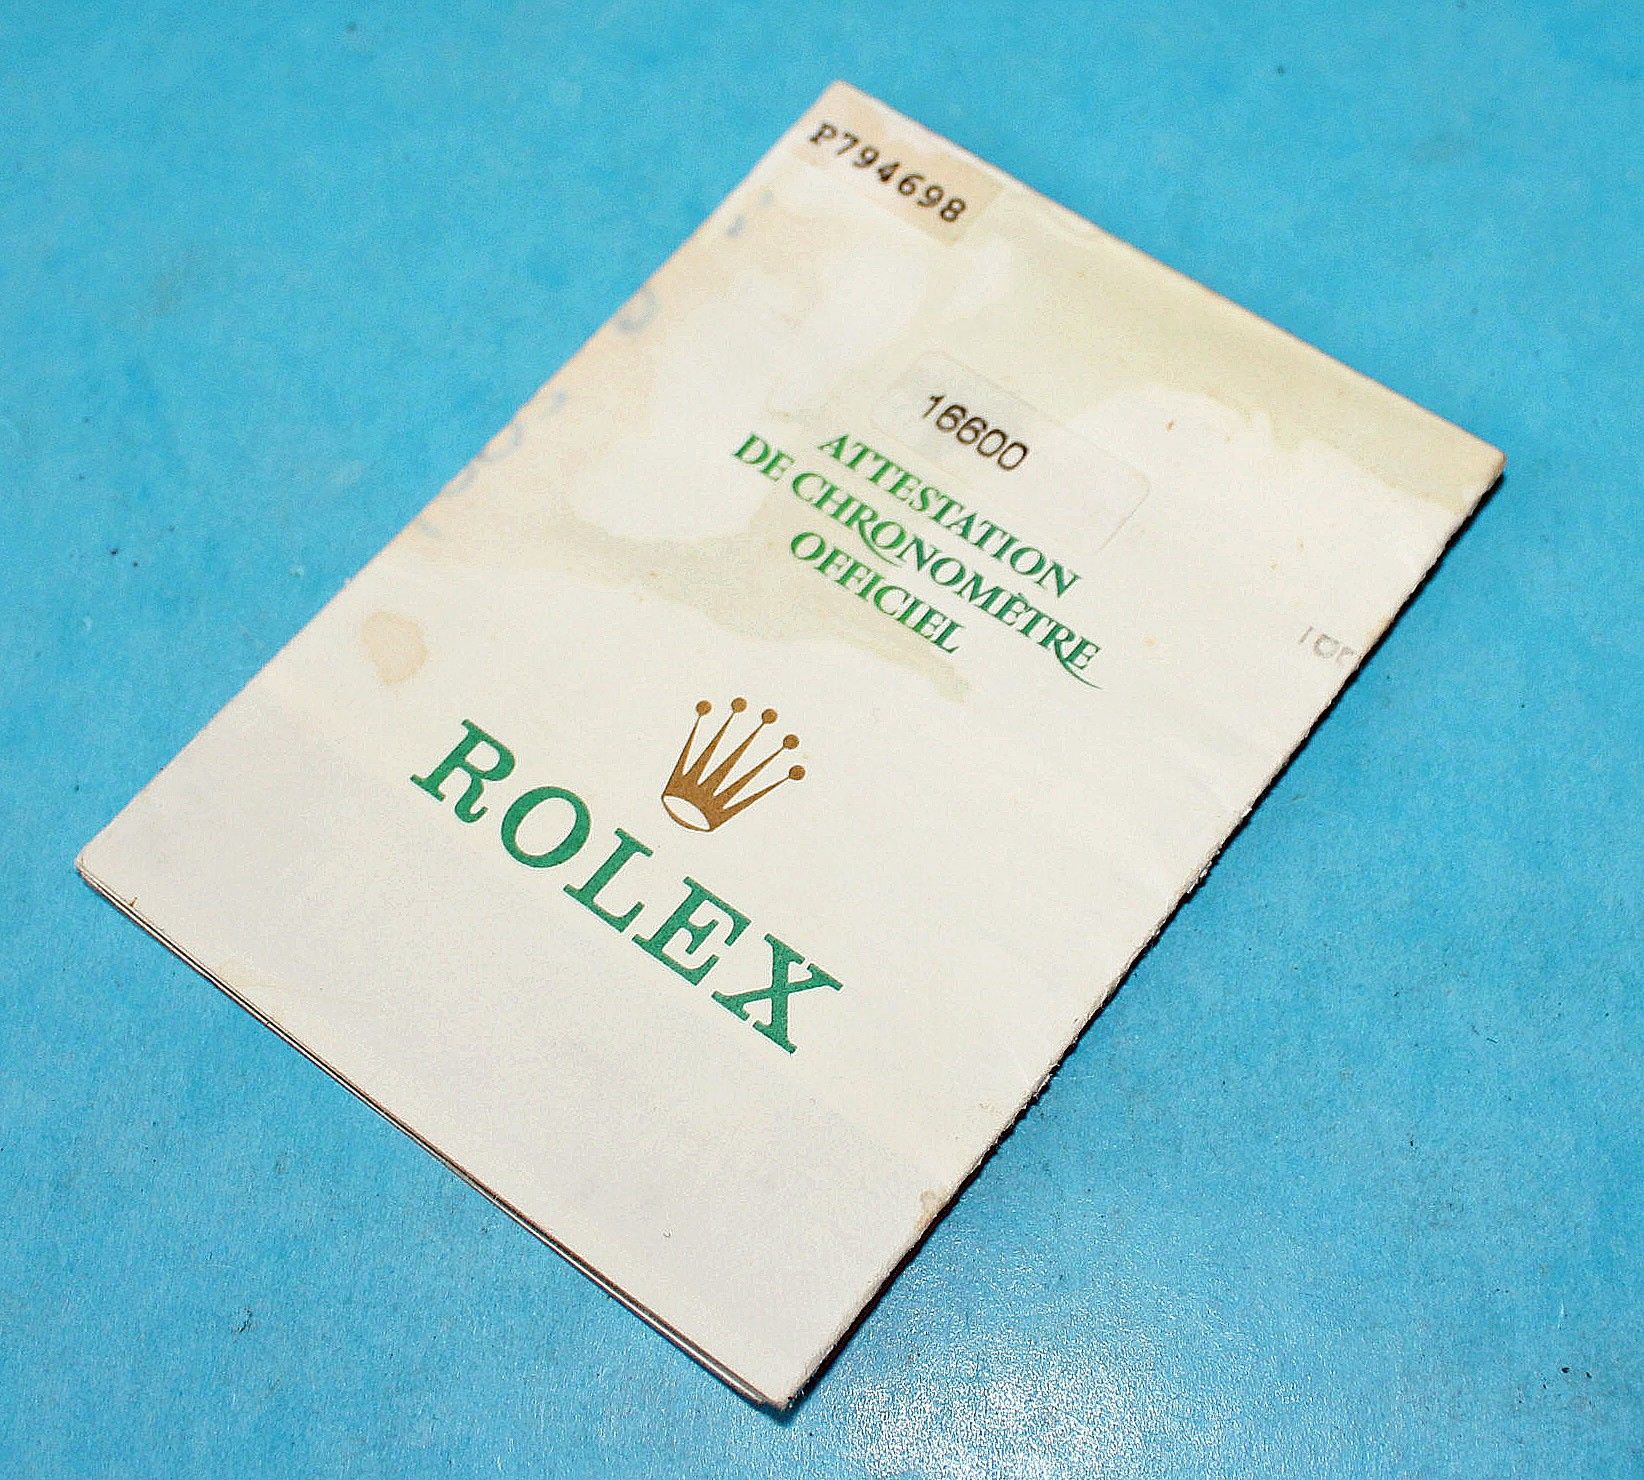 P794698
16600
ATTESTATION
DE CHRONOMÈTRE
OFFICIEL
ROLEX